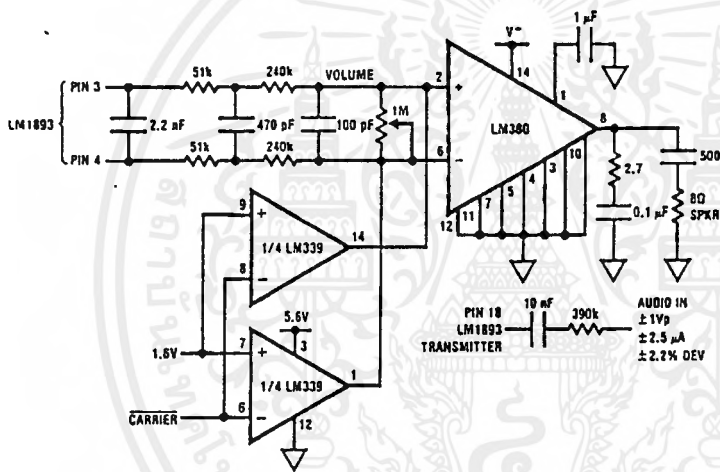 1 µF
V+
14
51k
240k
VOLUME
2
+
1
LM1893
PIN 3
2.2 nF
470 pF
100 pF
1M
LM380
8
PIN 4
51k
240k
6
−
10
3
4
5
7
11
12
2.7
0.1 µF
500
8Ω
SPKR
9
+
1/4 LM339
14
8
−
5.6V
3
1.6V
7
+
1/4 LM339
1
CARRIER
6
−
12
PIN 18
LM1893
TRANSMITTER
10 nF
390k
AUDIO IN
±1Vp
±2.5 µA
±2.2% DEV